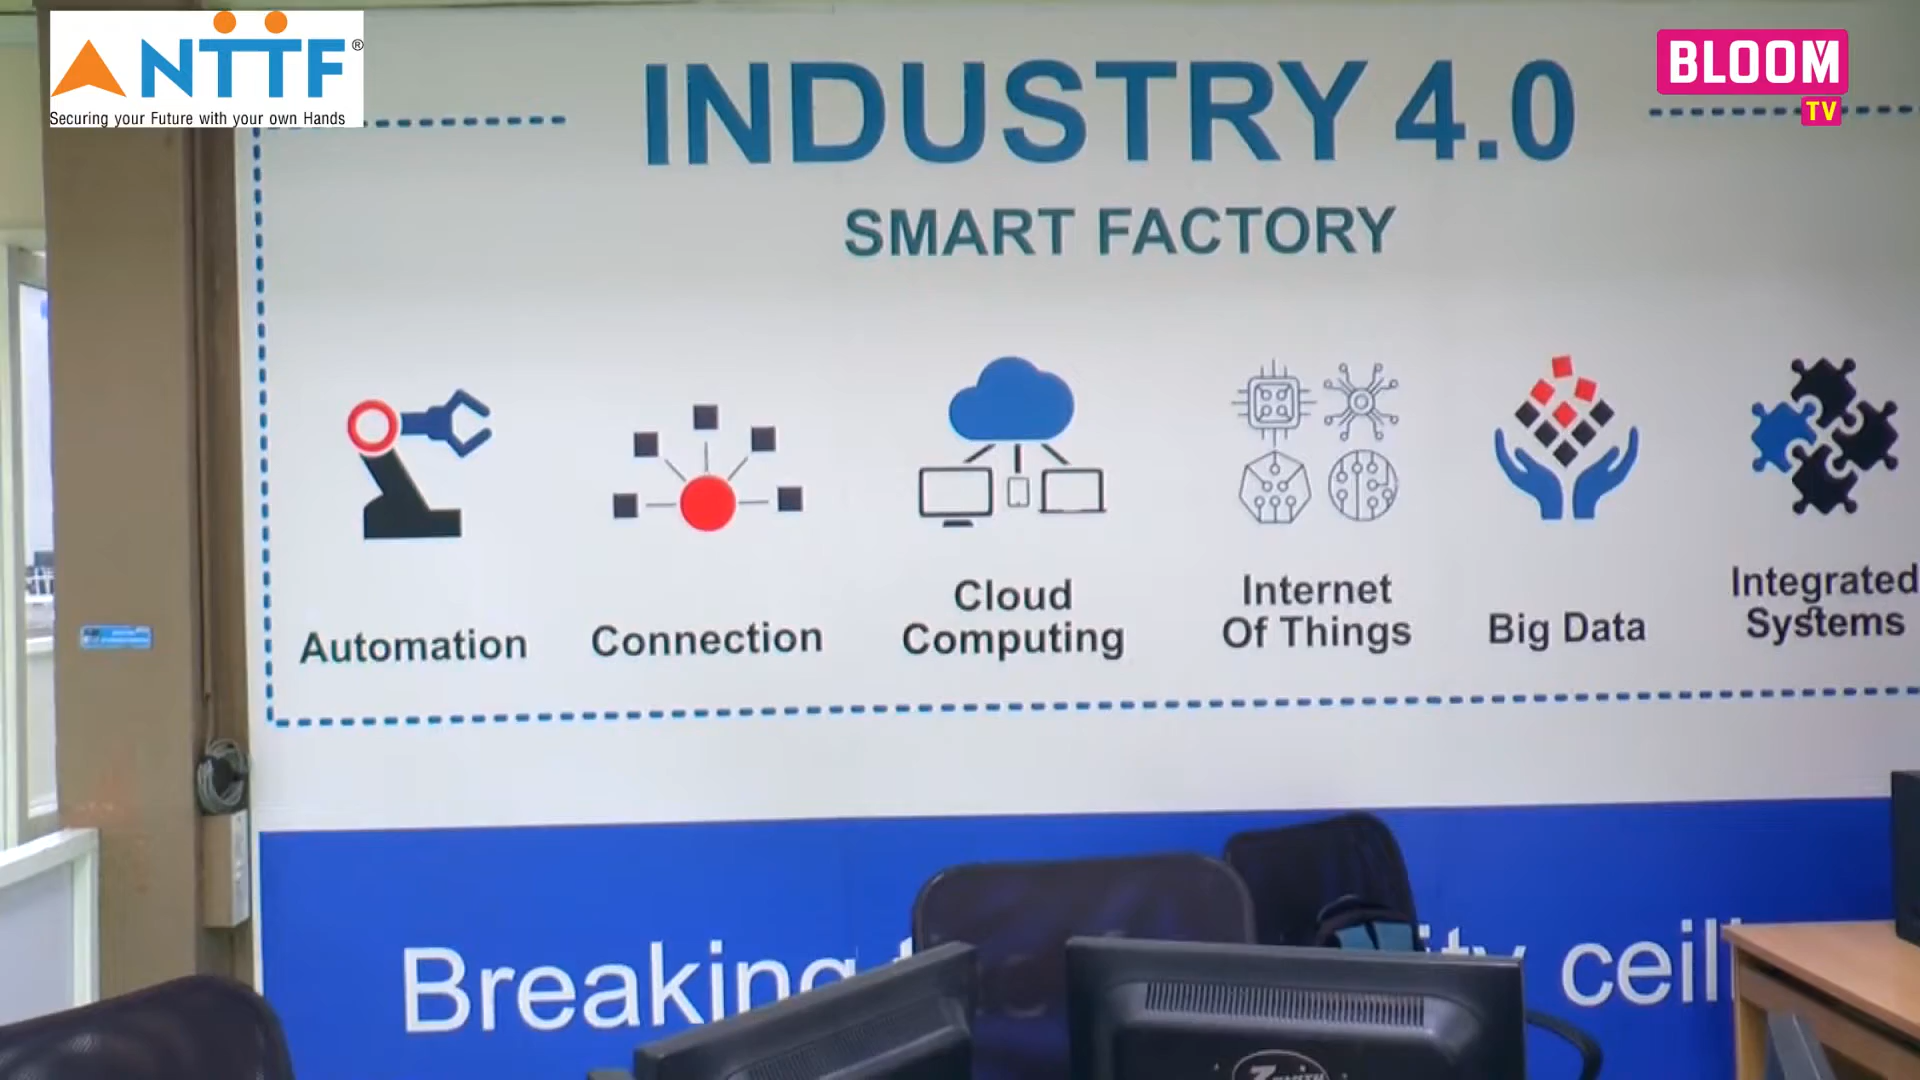 NTTF®
Securing your Future with your own Hands
BLOOM
TV
INDUSTRY 4.0
SMART FACTORY
Automation
Connection
Cloud
Computing
Internet
Of Things
Big Data
Integrated
Systems
Breaking
ZENITH